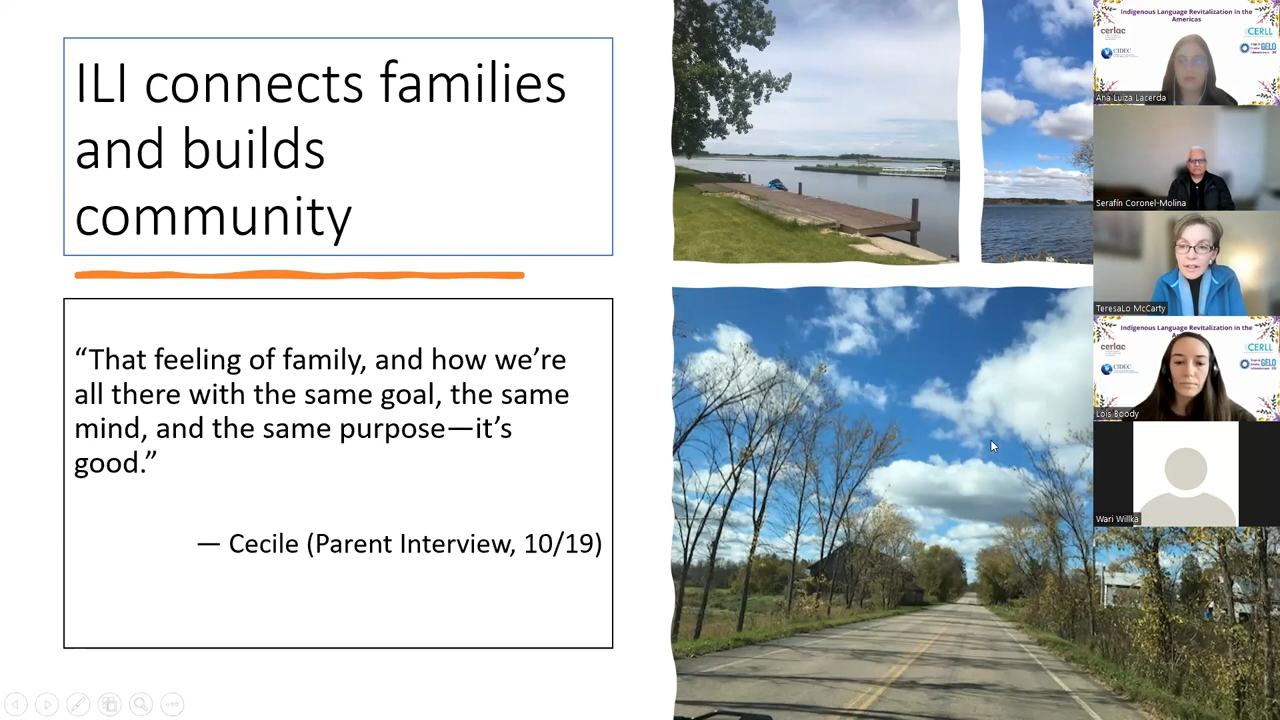 ILI connects families
and builds
community
“That feeling of family, and how we’re
all there with the same goal, the same
mind, and the same purpose—it’s
good.”
— Cecile (Parent Interview, 10/19)
Indigenous Language Revitalization in the
Americas
cerlac
CERLL
CIDEC
GELO
Ana Luiza Lacerda
Serafín Coronel-Molina
TeresaLo McCarty
Indigenous Language Revitalization in the
cerlac
CERLL
CIDEC
GELO
Lois Boody
Wari Willka